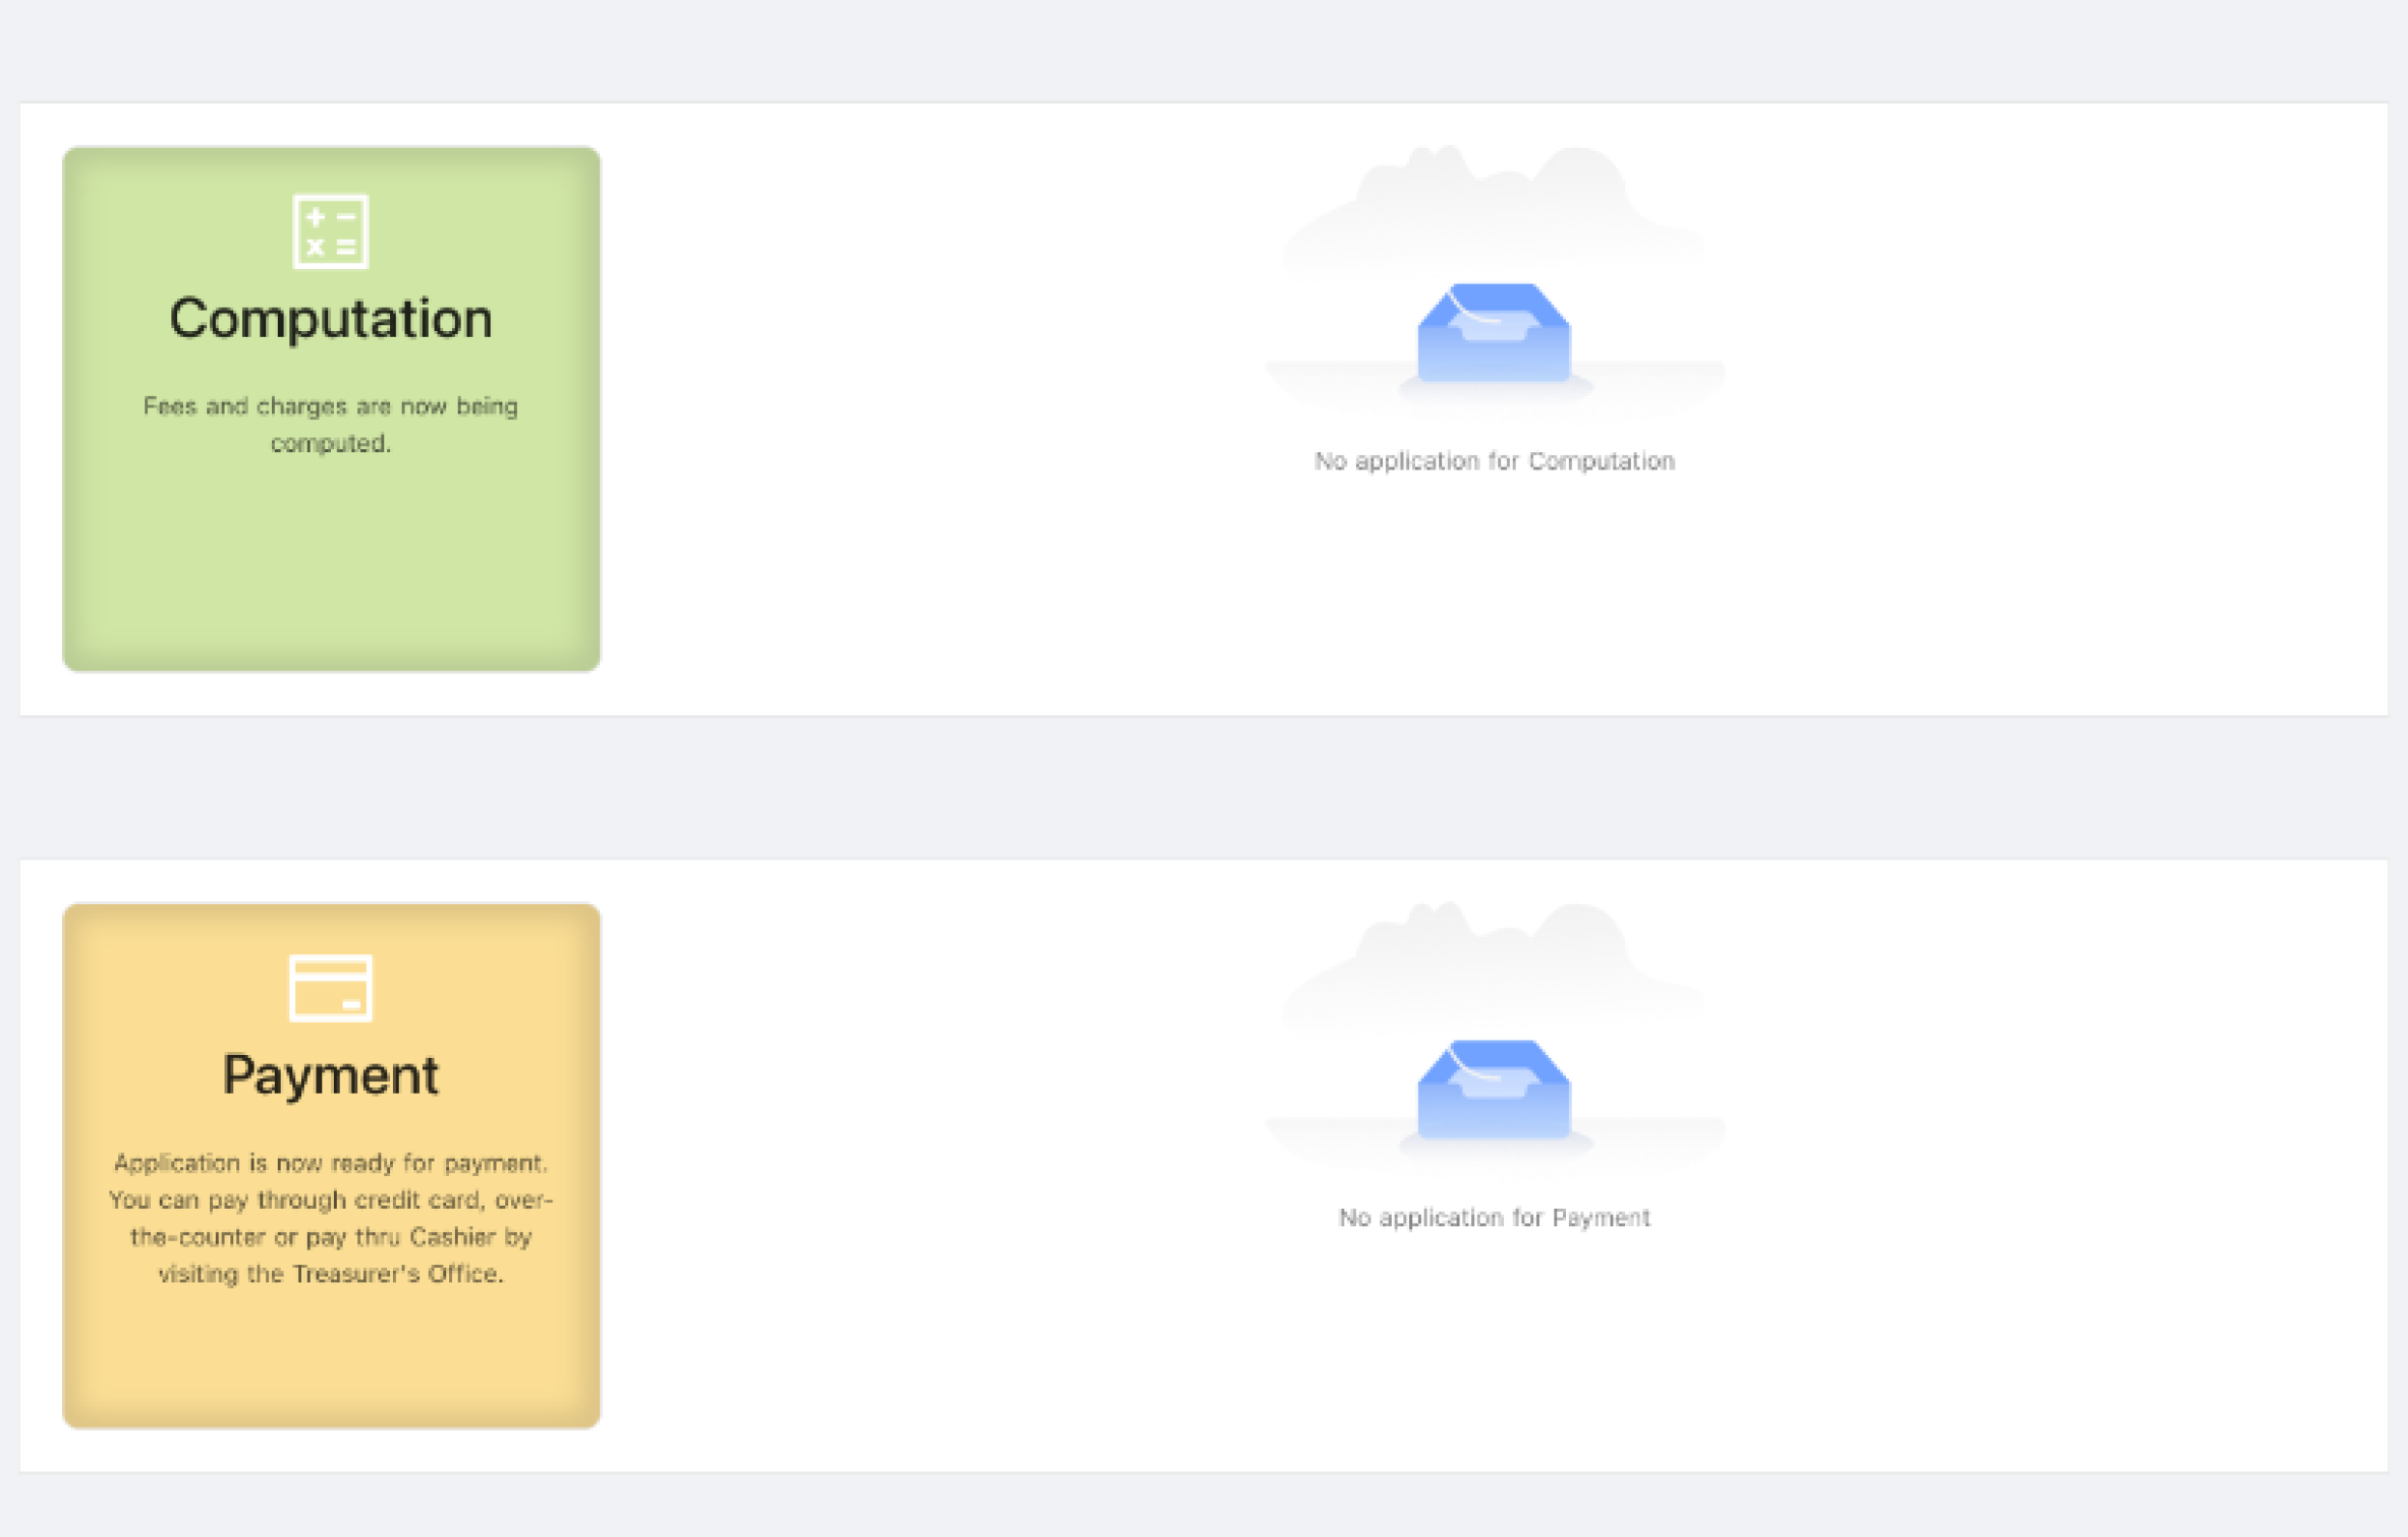 Computation
Fees and charges are now being
computed.
No application for Computation
Payment
Application is now ready for payment.
You can pay through credit card, over-
the-counter or pay thru Cashier by
visiting the Treasurer's Office.
No application for Payment